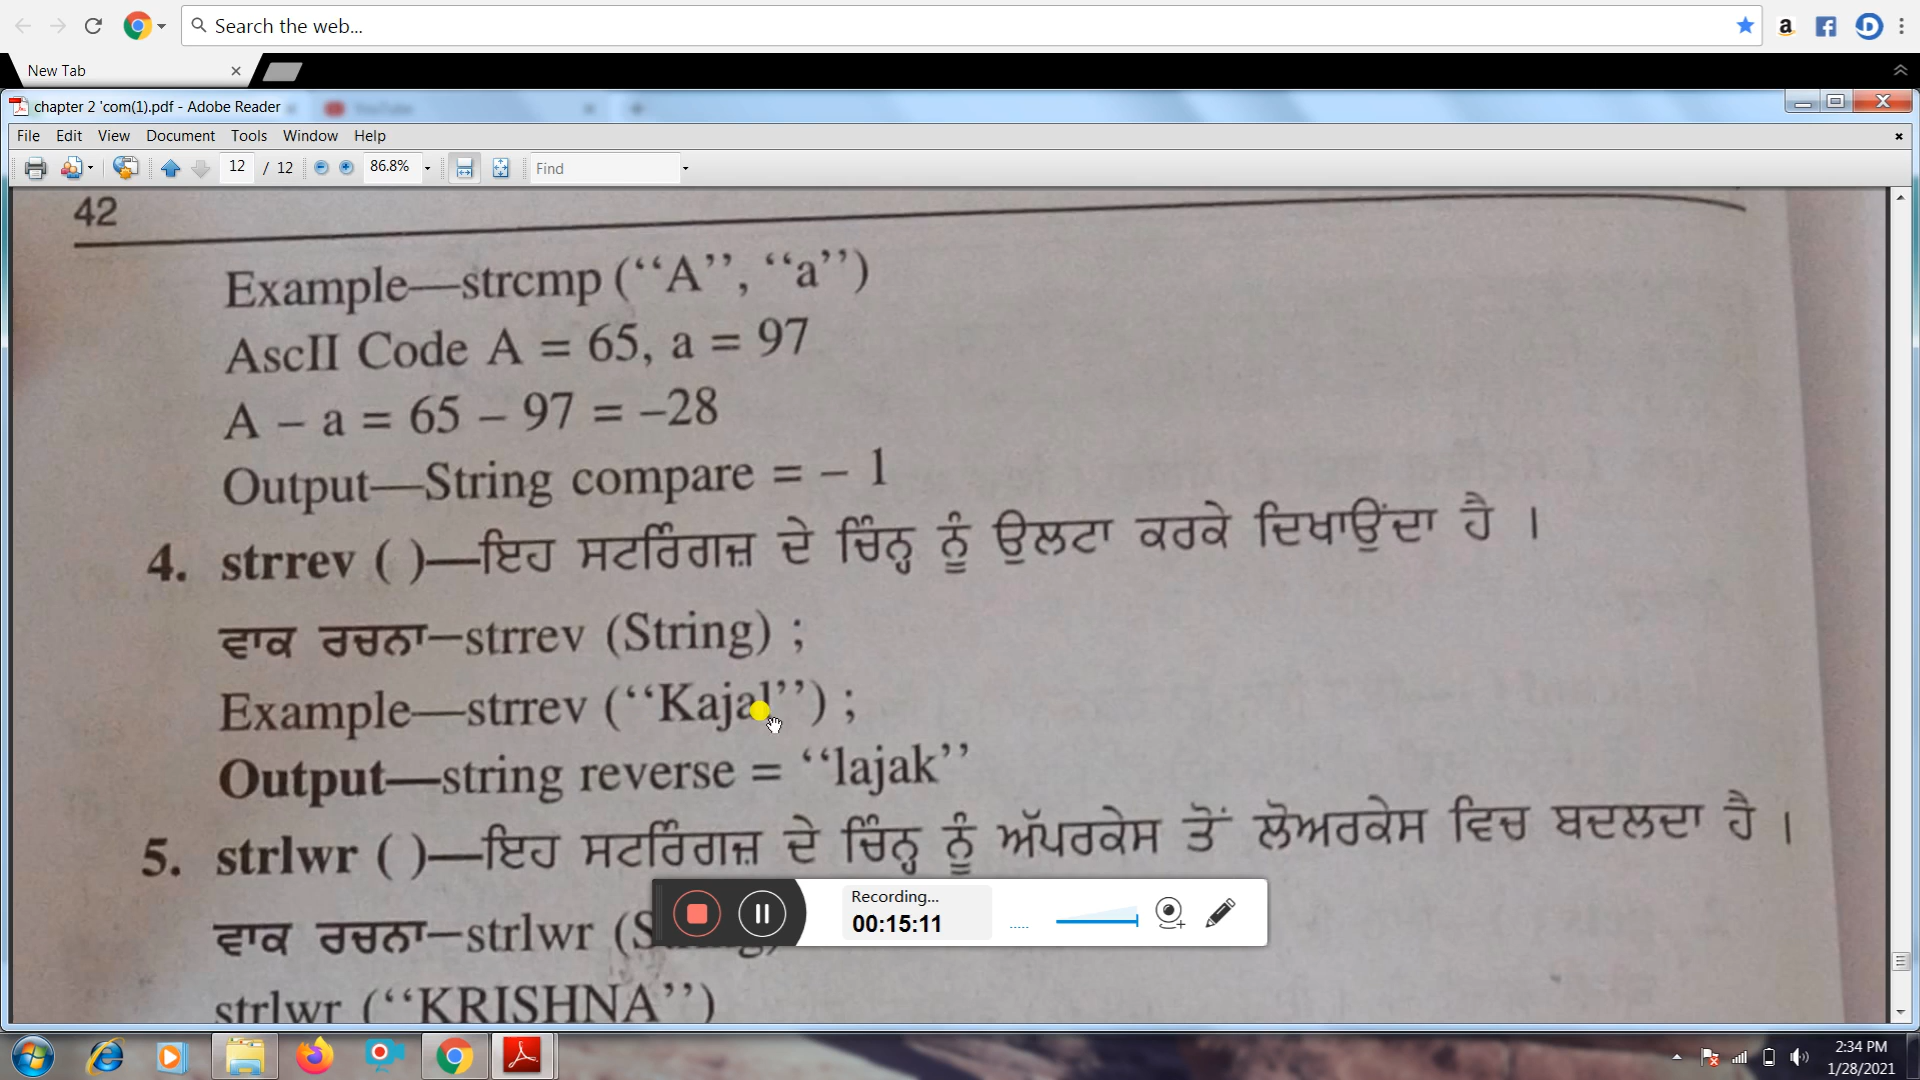 Search the web...
New Tab
chapter 2 'com(1).pdf - Adobe Reader
YouTube
File Edit View Document Tools Window Help
12 / 12 86.8% Find
42
Example—strcmp (‘‘A’’, ‘‘a’’)
AscII Code A = 65, a = 97
A – a = 65 – 97 = –28
Output—String compare = – 1
4. strrev ( )—ਇਹ ਸਟਰਿੰਗਜ਼ ਦੇ ਚਿੰਨ੍ਹ ਨੂੰ ਉਲਟਾ ਕਰਕੇ ਦਿਖਾਉਂਦਾ ਹੈ ।
ਵਾਕ ਰਚਨਾ—strrev (String) ;
Example—strrev (‘‘Kajal’’) ;
Output—string reverse = ‘‘lajak’’
5. strlwr ( )—ਇਹ ਸਟਰਿੰਗਜ਼ ਦੇ ਚਿੰਨ੍ਹ ਨੂੰ ਅੱਪਰਕੇਸ ਤੋਂ ਲੋਅਰਕੇਸ ਵਿਚ ਬਦਲਦਾ ਹੈ ।
ਵਾਕ ਰਚਨਾ—strlwr
strlwr (‘‘KRISHNA’’)
Recording...
00:15:11
2:34 PM
1/28/2021